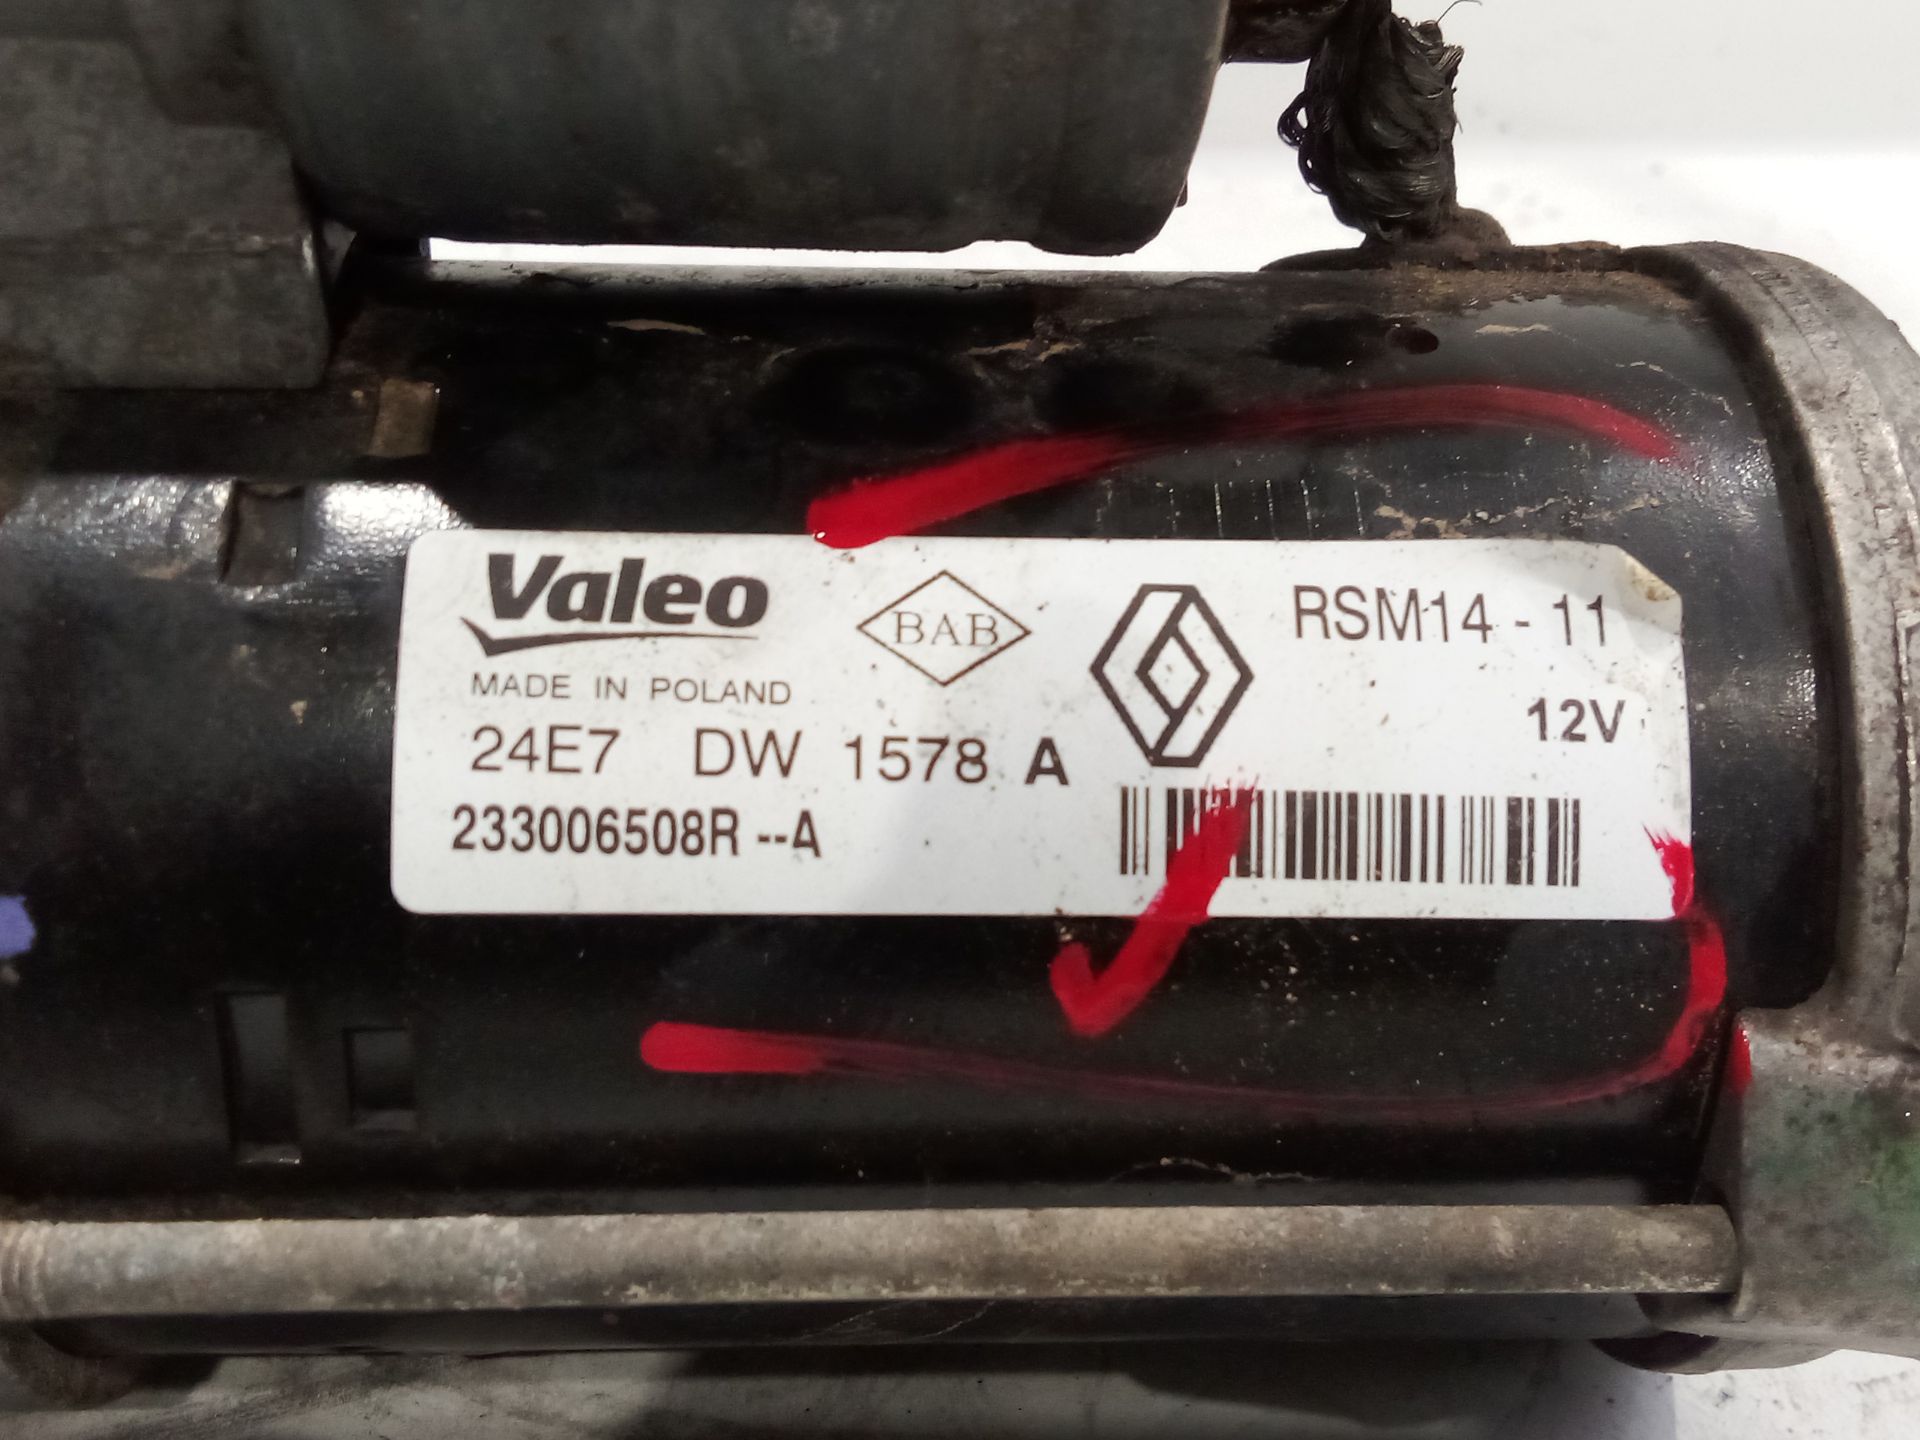 Valeo
BAB
RSM14 - 11
MADE IN POLAND
12V
24E7 DW 1578 A
233006508R --A